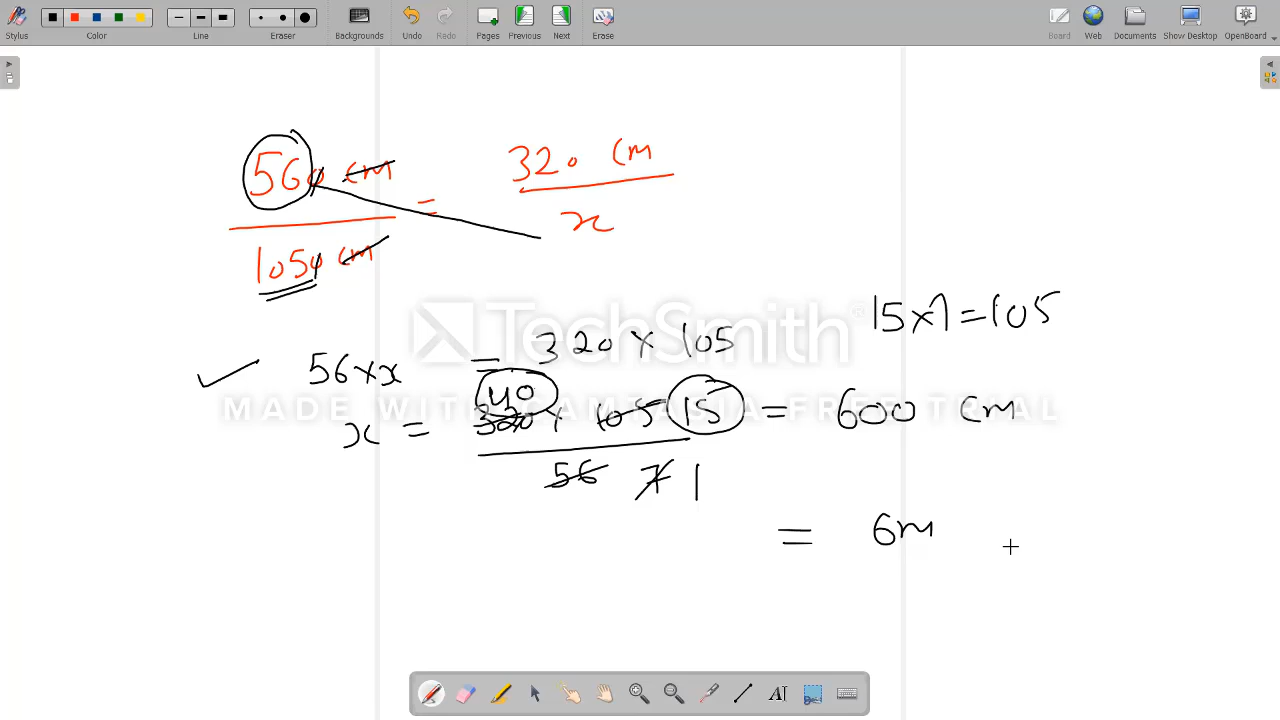 Stylus Color Line Eraser Backgrounds Undo Redo Pages Previous Next Erase Board Web Documents Show Desktop OpenBoard
560 cm = 320 cm
1050 cm x
15 x 7 = 105
56 x x = 320 x 105
40
x = 320 x 105 15 = 600 cm
56 7 1
= 6m
TechSmith®
MADE WITH CAMTASIA FREE TRIAL
AI